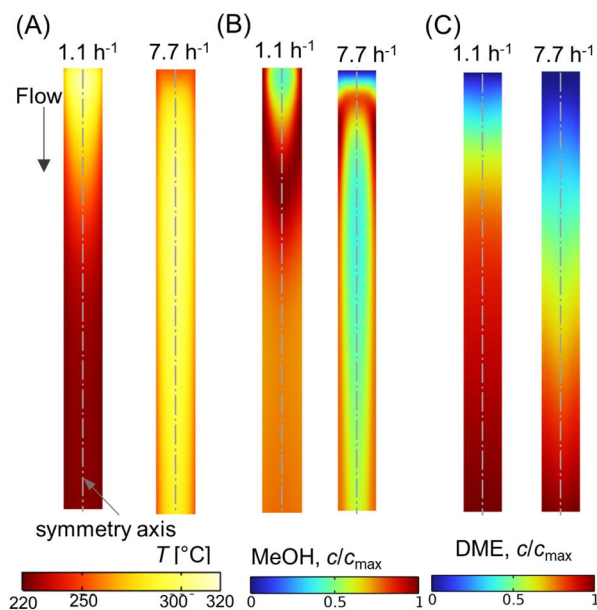 (A) (B) (C)
1.1 h-1 7.7 h-1 1.1 h-1 7.7 h-1 1.1 h-1 7.7 h-1
Flow
symmetry axis
T [°C]
220 250 300 320
MeOH, c/cmax
0 0.5 1
DME, c/cmax
0 0.5 1